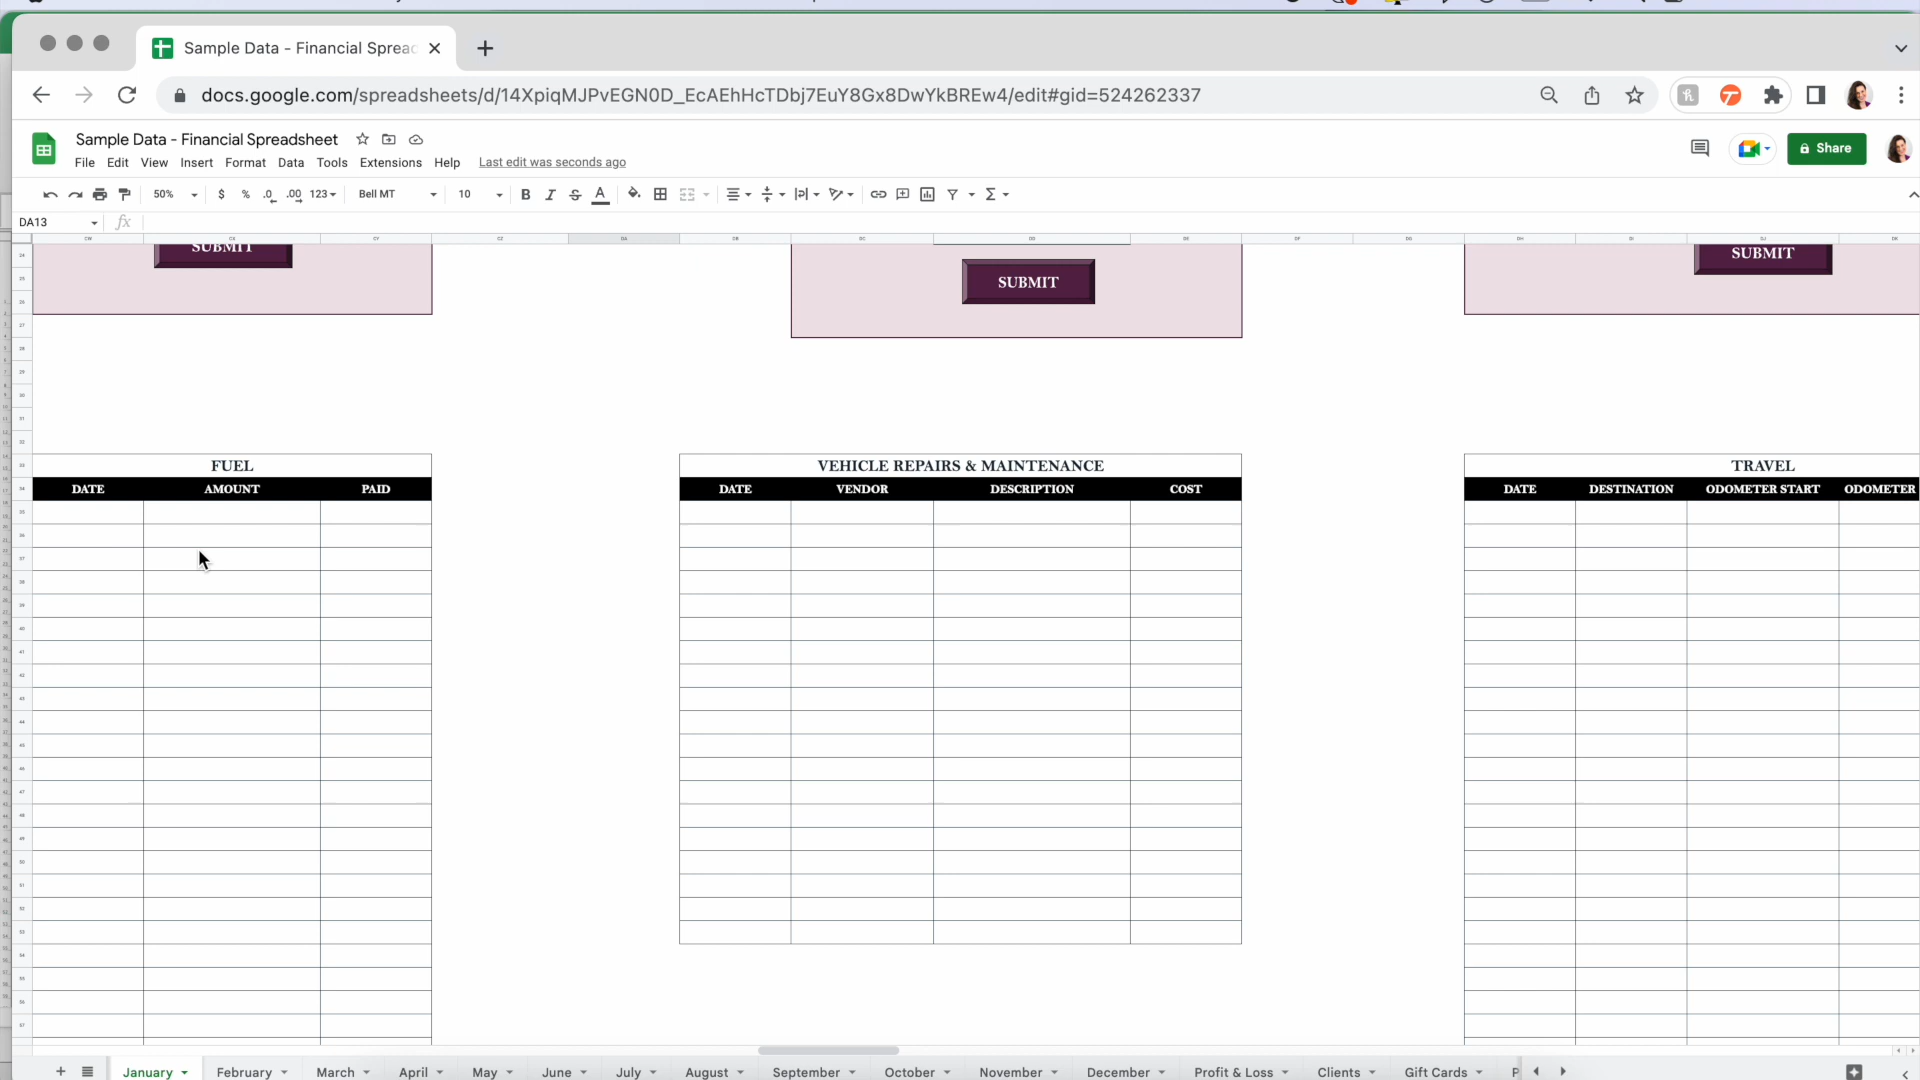 Sample Data - Financial Spreac
docs.google.com/spreadsheets/d/14XpiqMJPvEGN0D_EcAEhHcTDbj7EuY8Gx8DwYkBREw4/edit#gid=524262337
Sample Data - Financial Spreadsheet
File Edit View Insert Format Data Tools Extensions Help Last edit was seconds ago
Share
50% $ % .0 .00 123 Bell MT 10 B I S A
DA13 fx
SUBMIT SUBMIT SUBMIT
FUEL VEHICLE REPAIRS & MAINTENANCE TRAVEL
DATE AMOUNT PAID DATE VENDOR DESCRIPTION COST DATE DESTINATION ODOMETER START ODOMETER
January February March April May June July August September October November December Profit & Loss Clients Gift Cards P